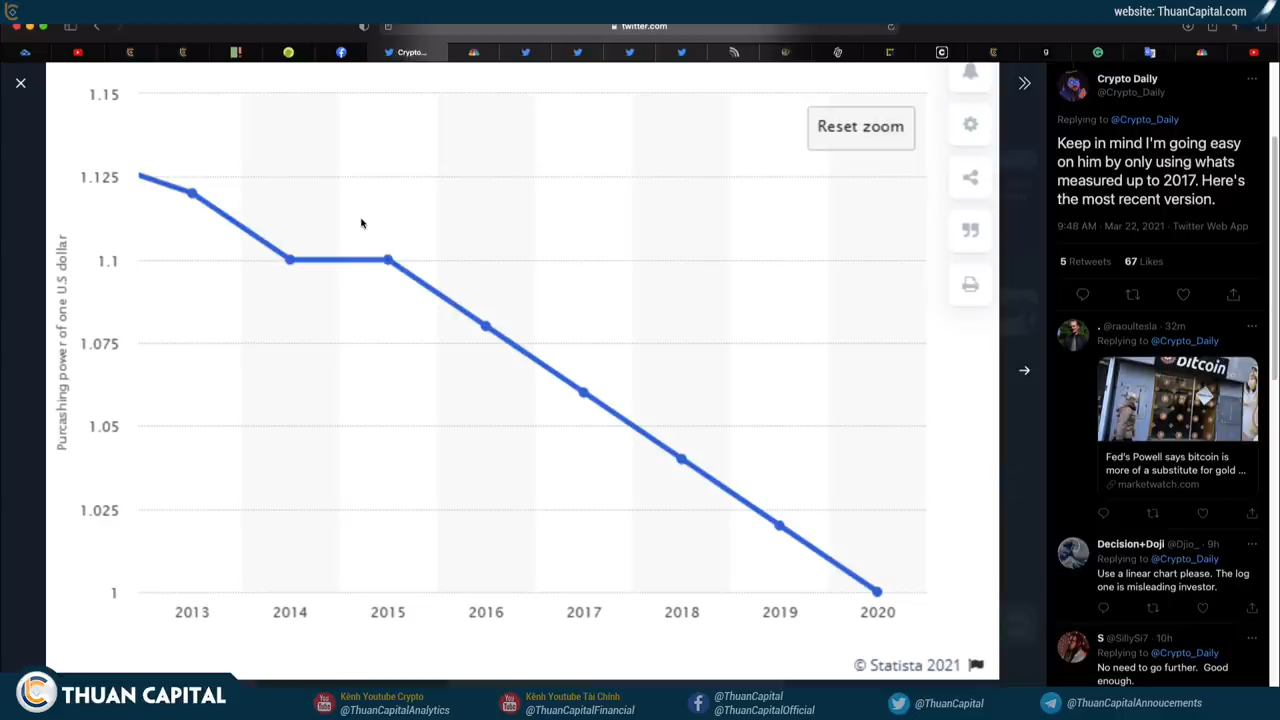 website: ThuanCapital.com
twitter.com
Crypto...
1.15
1.125
1.1
1.075
1.05
1.025
1
Purcashing power of one U.S dollar
Reset zoom
2013 2014 2015 2016 2017 2018 2019 2020
© Statista 2021
Crypto Daily
@Crypto_Daily
Replying to @Crypto_Daily
Keep in mind I'm going easy
on him by only using whats
measured up to 2017. Here's
the most recent version.
9:48 AM · Mar 22, 2021 · Twitter Web App
5 Retweets 67 Likes
. @raoultesla · 32m
Replying to @Crypto_Daily
bitcoin
Fed's Powell says bitcoin is
more of a substitute for gold ...
marketwatch.com
Decision+Doji @Djio_ · 9h
Replying to @Crypto_Daily
Use a linear chart please. The log
one is misleading investor.
S @SillySi7 · 10h
Replying to @Crypto_Daily
No need to go further. Good
enough.
THUAN CAPITAL
Kênh Youtube Crypto
@ThuanCapitalAnalytics
Kênh Youtube Tài Chính
@ThuanCapitalFinancial
@ThuanCapital
@ThuanCapitalOfficial
@ThuanCapital
@ThuanCapitalAnnoucements